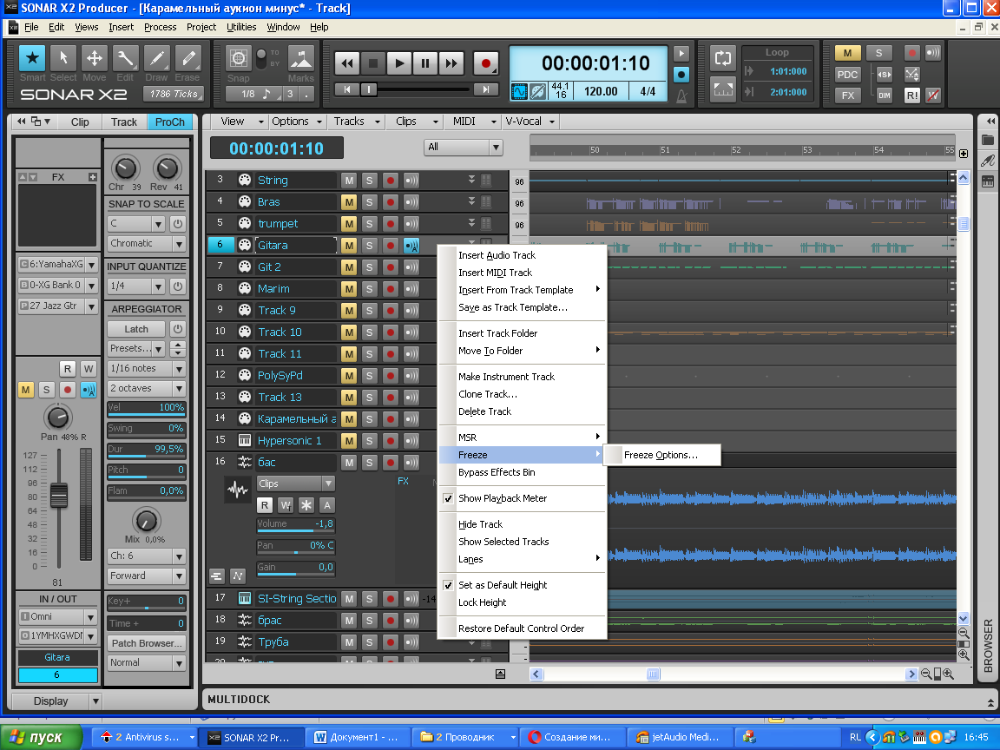 SONAR X2 Producer - [Карамельный аукион минус* - Track]
File Edit Views Insert Process Project Utilities Window Help
Smart Select Move Edit Draw Erase
SONAR X2
1786 Ticks
Snap
TO
BY
Marks
1/8
3
00:00:01:10
44.1
16
120.00
4/4
Loop
1:01:000
2:01:000
M S
PDC
FX
DIM
R!
Clip Track ProCh
View Options Tracks Clips MIDI V-Vocal
00:00:01:10
All
50 51 52 53 54 55
FX
Chr 39 Rev 41
SNAP TO SCALE
C
Chromatic
INPUT QUANTIZE
1/4
ARPEGGIATOR
Latch
Presets...
1/16 notes
2 octaves
Vel 100%
Swing 0%
Dur 99,5%
Pitch 0
Flam 0,0%
Mix 0,0%
Ch: 6
Forward
Key+ 0
Time + 0
Patch Browser...
Normal
C 6:YamahaXG
B 0-XG Bank 0
P 27 Jazz Gtr
R W
M S
Pan 48% R
127
112
96
80
64
48
32
16
0
81
IN / OUT
I Omni
O 1YMHXGWDM
Gitara
6
Display
3 String M S 96
4 Bras M S 96
5 trumpet M S 96
6 Gitara M S
7 Git 2 M S
8 Marim M S
9 Track 9 M S
10 Track 10 M S
11 Track 11 M S
12 PolySyPd M S
13 Track 13 M S
14 Карамельный а M S
15 Hypersonic 1 M S
16 бас M S
Clips
FX
R W A
Volume -1,8
Pan 0% C
Gain 0,0
17 SI-String Sectio M S -14
18 брас M S
19 Труба M S
Insert Audio Track
Insert MIDI Track
Insert From Track Template
Save as Track Template...
Insert Track Folder
Move To Folder
Make Instrument Track
Clone Track...
Delete Track
MSR
Freeze
Freeze Options...
Bypass Effects Bin
Show Playback Meter
Hide Track
Show Selected Tracks
Lanes
Set as Default Height
Lock Height
Restore Default Control Order
BROWSER
MULTIDOCK
пуск
2 Antivirus s...
SONAR X2 Pr...
Документ1 - ...
2 Проводник
Создание ми...
jetAudio Medi...
RL
16:45